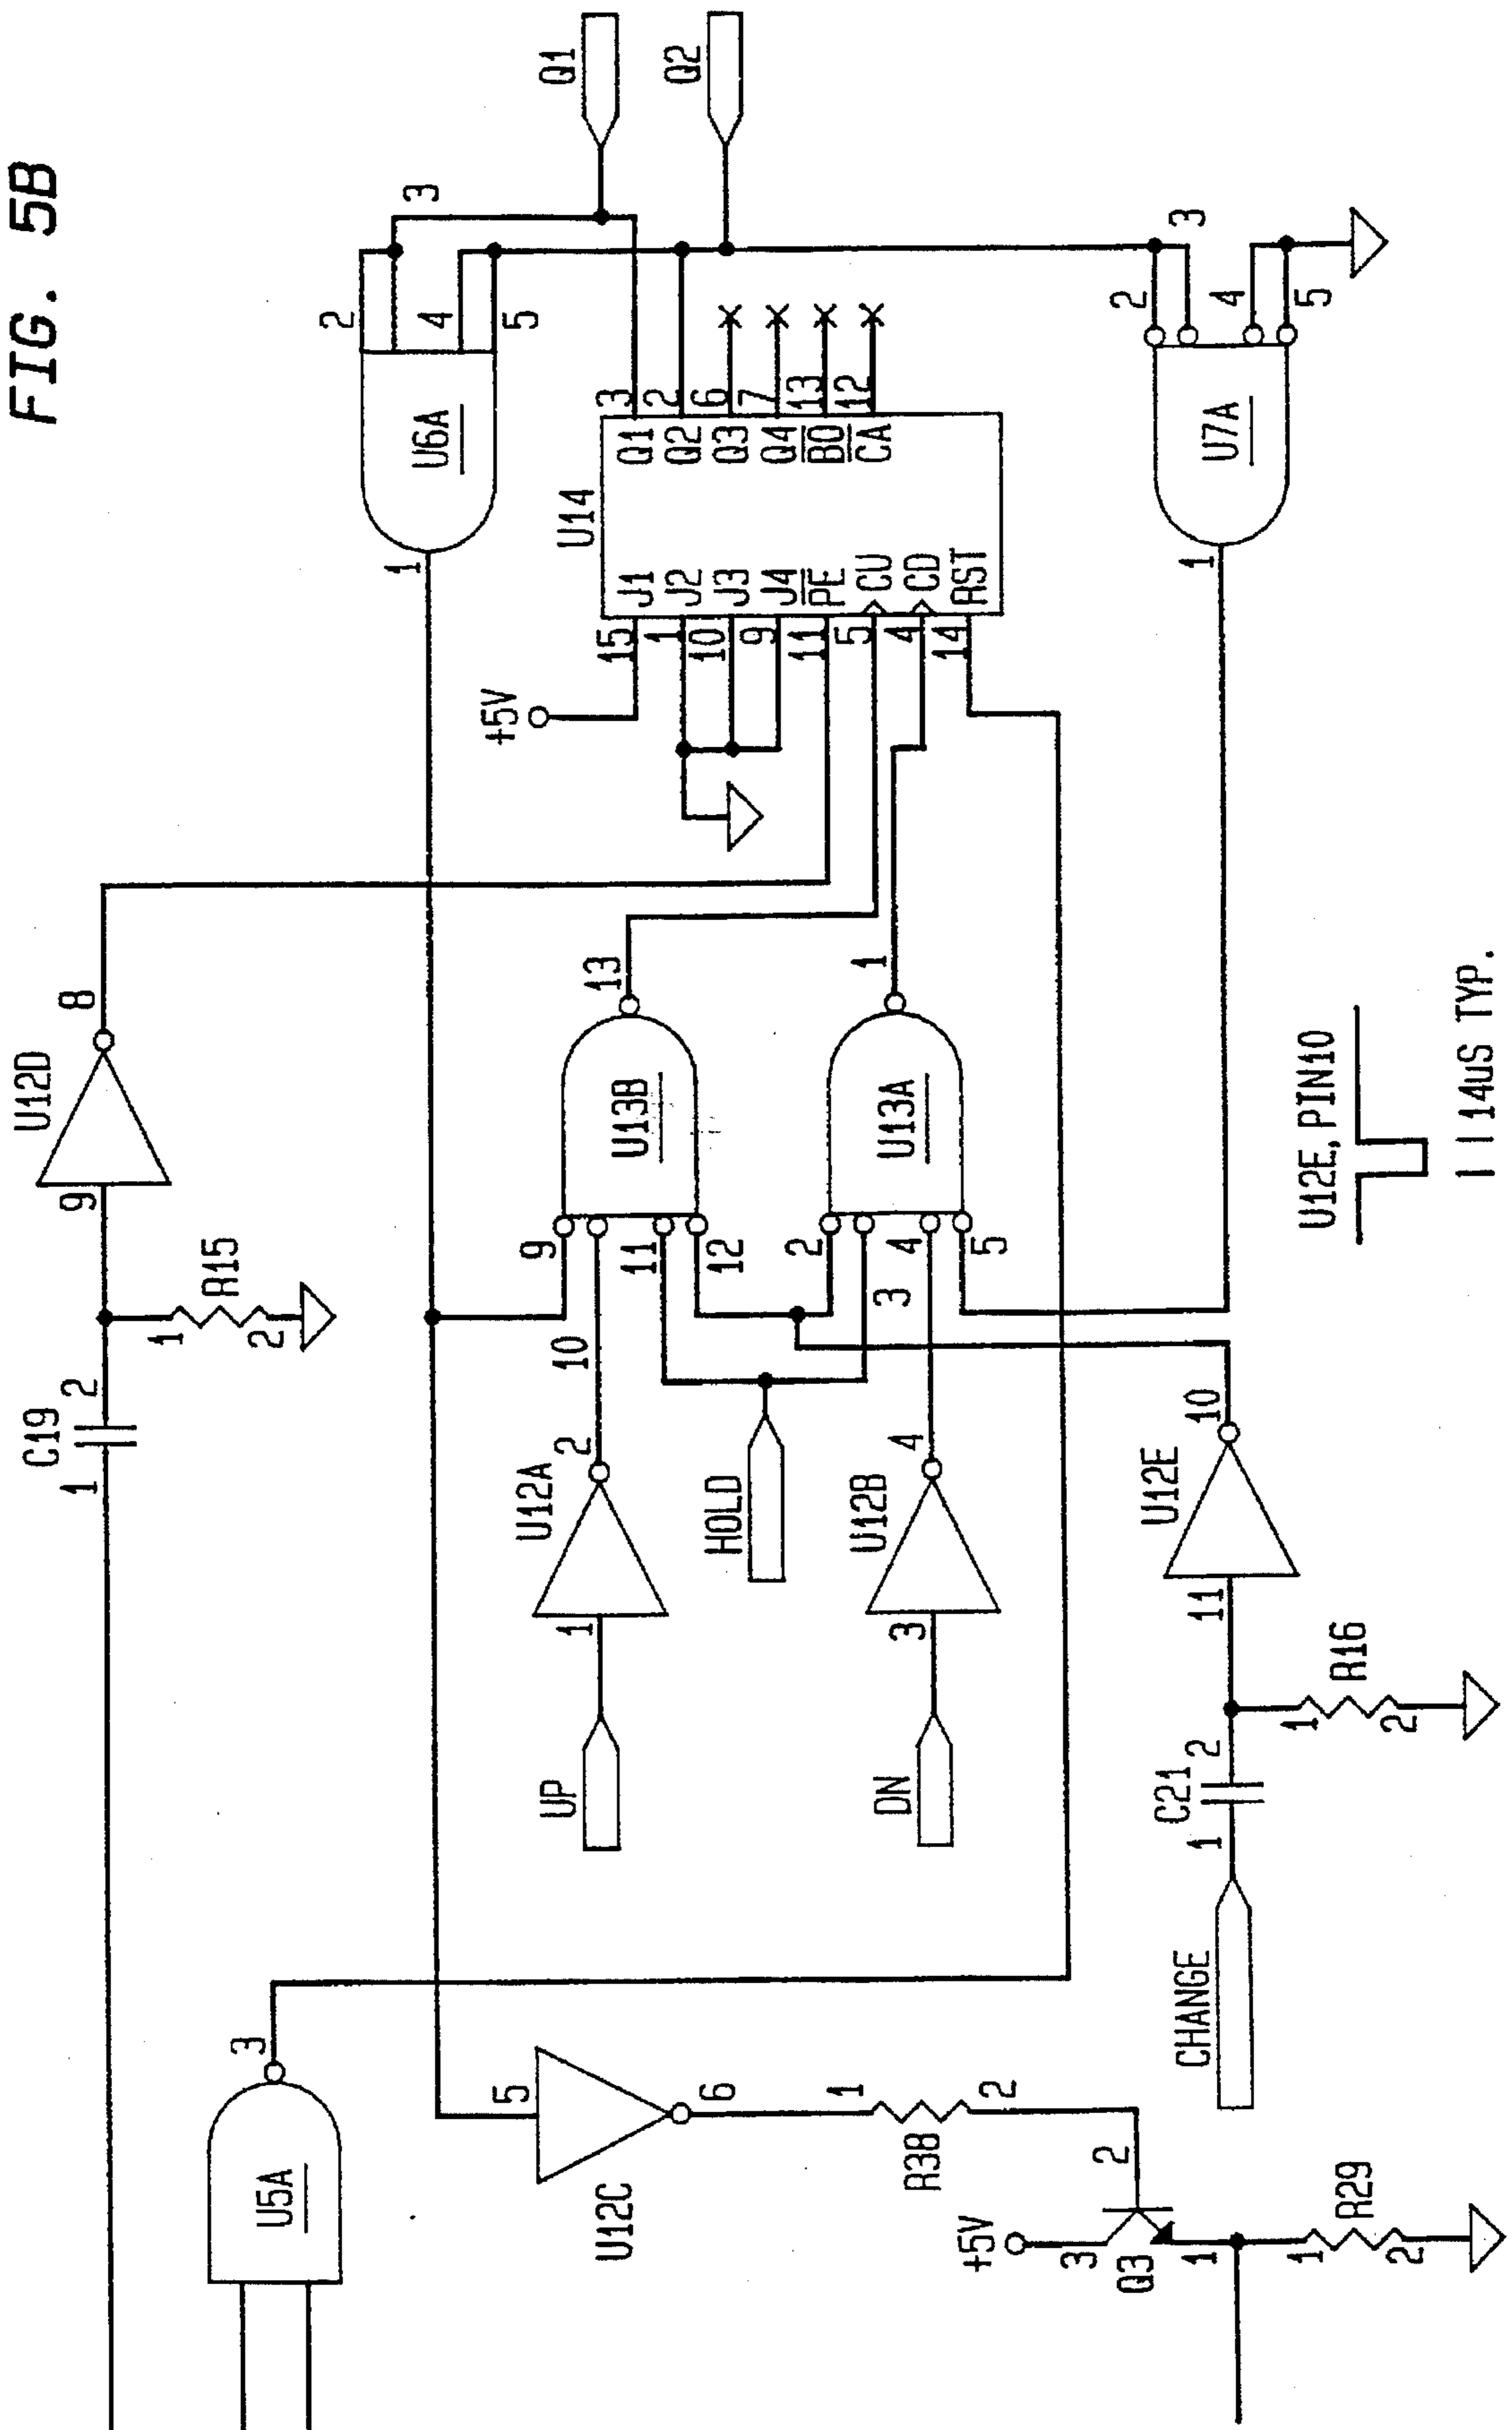 FIG. 5B
U12D
9
8
C19
1
2
R15
1
2
U5A
3
U6A
1
2
3
4
5
Q1
Q2
U14
+5V
15
J1
1
J2
10
J3
9
J4
11
PE
5
CU
4
CD
14
RST
Q1
3
Q2
2
Q3
6
Q4
7
BO
13
CA
12
U13B
9
10
11
12
13
U13A
2
3
4
5
1
UP
1
U12A
2
HOLD
DN
3
U12B
4
U7A
1
2
3
4
5
5
U12C
6
1
R38
2
+5V
3
2
Q3
1
1
R29
2
CHANGE
1
C21
2
1
R16
2
11
U12E
10
U12E, PIN10
14uS TYP.